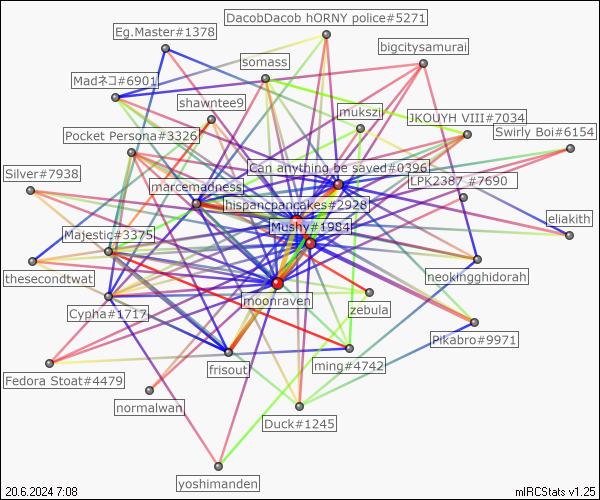 DacobDacob hORNY police#5271
Eg.Master#1378
bigcitysamurai
somass
Madネコ#6901
shawntee9
mukszi
JKOUYH VIII#7034
Pocket Persona#3326
Swirly Boi#6154
Can anything be saved#0396
Silver#7938
LPK2387 #7690
marcemadness
hispancpancakes#2928
eliakith
Mushy#1984
Majestic#3375
thesecondtwat
neokingghidorah
moonraven
zebula
Cypha#1717
Pikabro#9971
frisout
ming#4742
Fedora Stoat#4479
normalwan
Duck#1245
yoshimanden
20.6.2024 7:08
mIRCStats v1.25